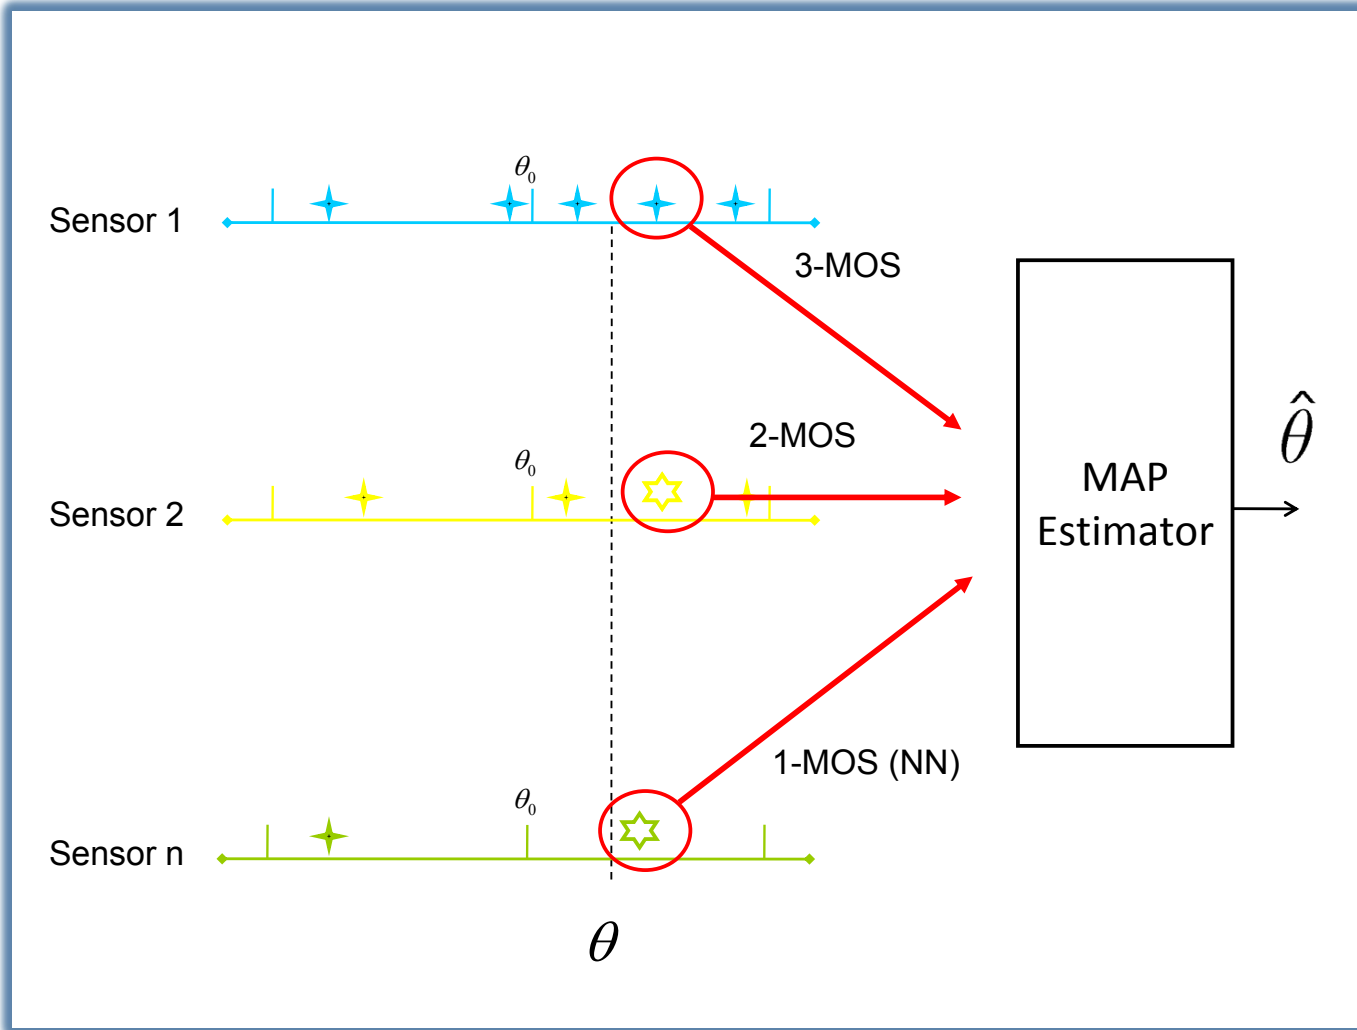 θ₀
Sensor 1
3-MOS
2-MOS
θ₀
Sensor 2
MAP
Estimator
θ̂
1-MOS (NN)
θ₀
Sensor n
θ